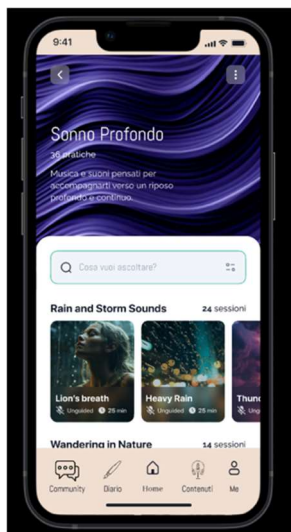 9:41
Sonno Profondo
36 pratiche
Musica e suoni pensati per
accompagnarti verso un riposo
profondo e continuo.
Cosa vuoi ascoltare?
Rain and Storm Sounds 24 sessioni
Lion's breath Heavy Rain Thund
Unguided 25 min Unguided 25 min Ung
Wandering in Nature 14 sessioni
Community Diario Home Contenuti Me